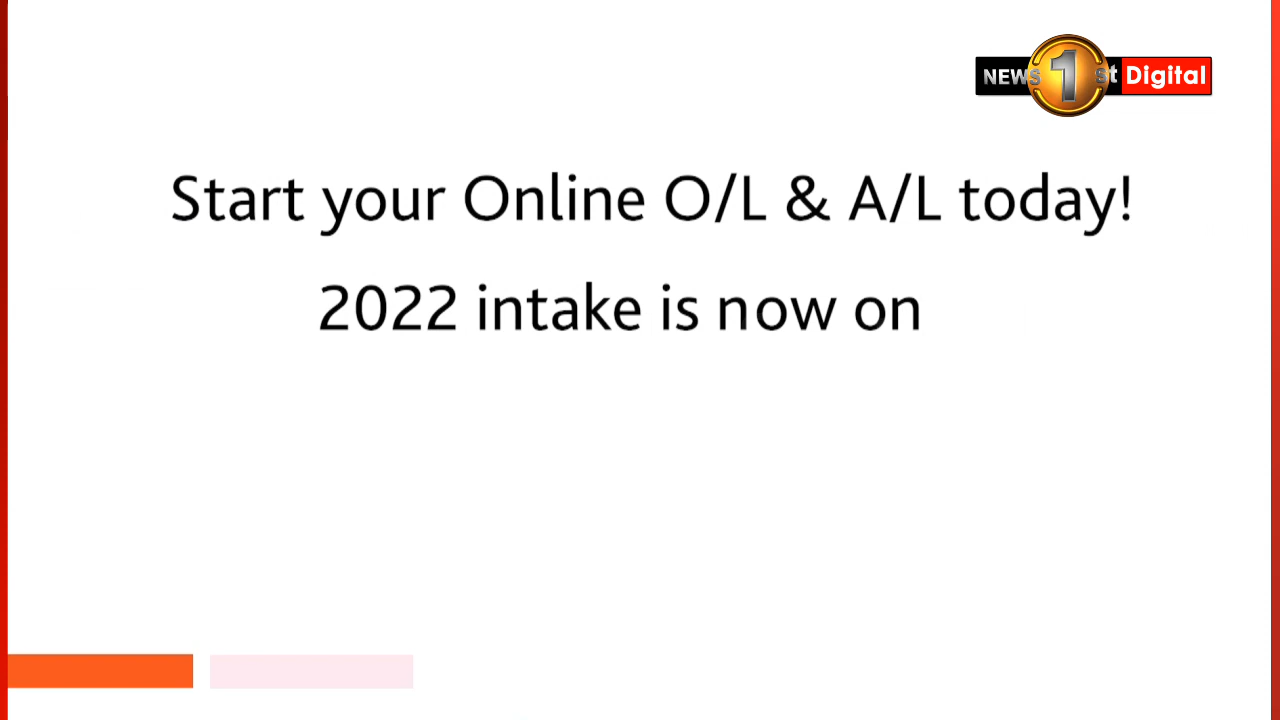 NEWS 1st Digital
Start your Online O/L & A/L today!
2022 intake is now on